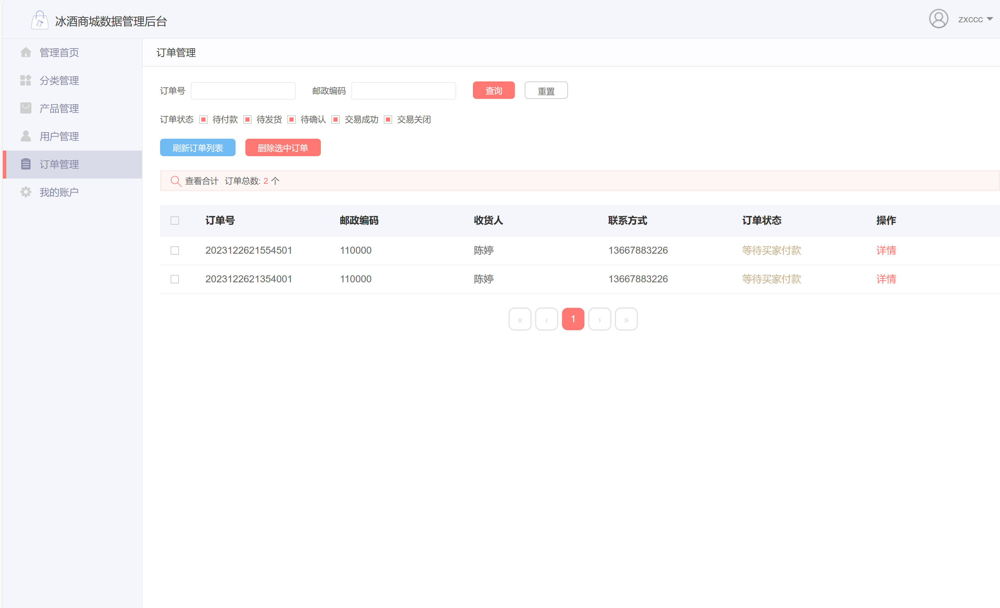 冰酒商城数据管理后台
zxccc
管理首页
分类管理
产品管理
用户管理
订单管理
我的账户
订单管理
订单号 邮政编码 查询 重置
订单状态 待付款 待发货 待确认 交易成功 交易关闭
刷新订单列表 删除选中订单
查看合计 订单总数: 2 个
订单号 邮政编码 收货人 联系方式 订单状态 操作
2023122621554501 110000 陈婷 13667883226 等待买家付款 详情
2023122621354001 110000 陈婷 13667883226 等待买家付款 详情
« ‹ 1 › »